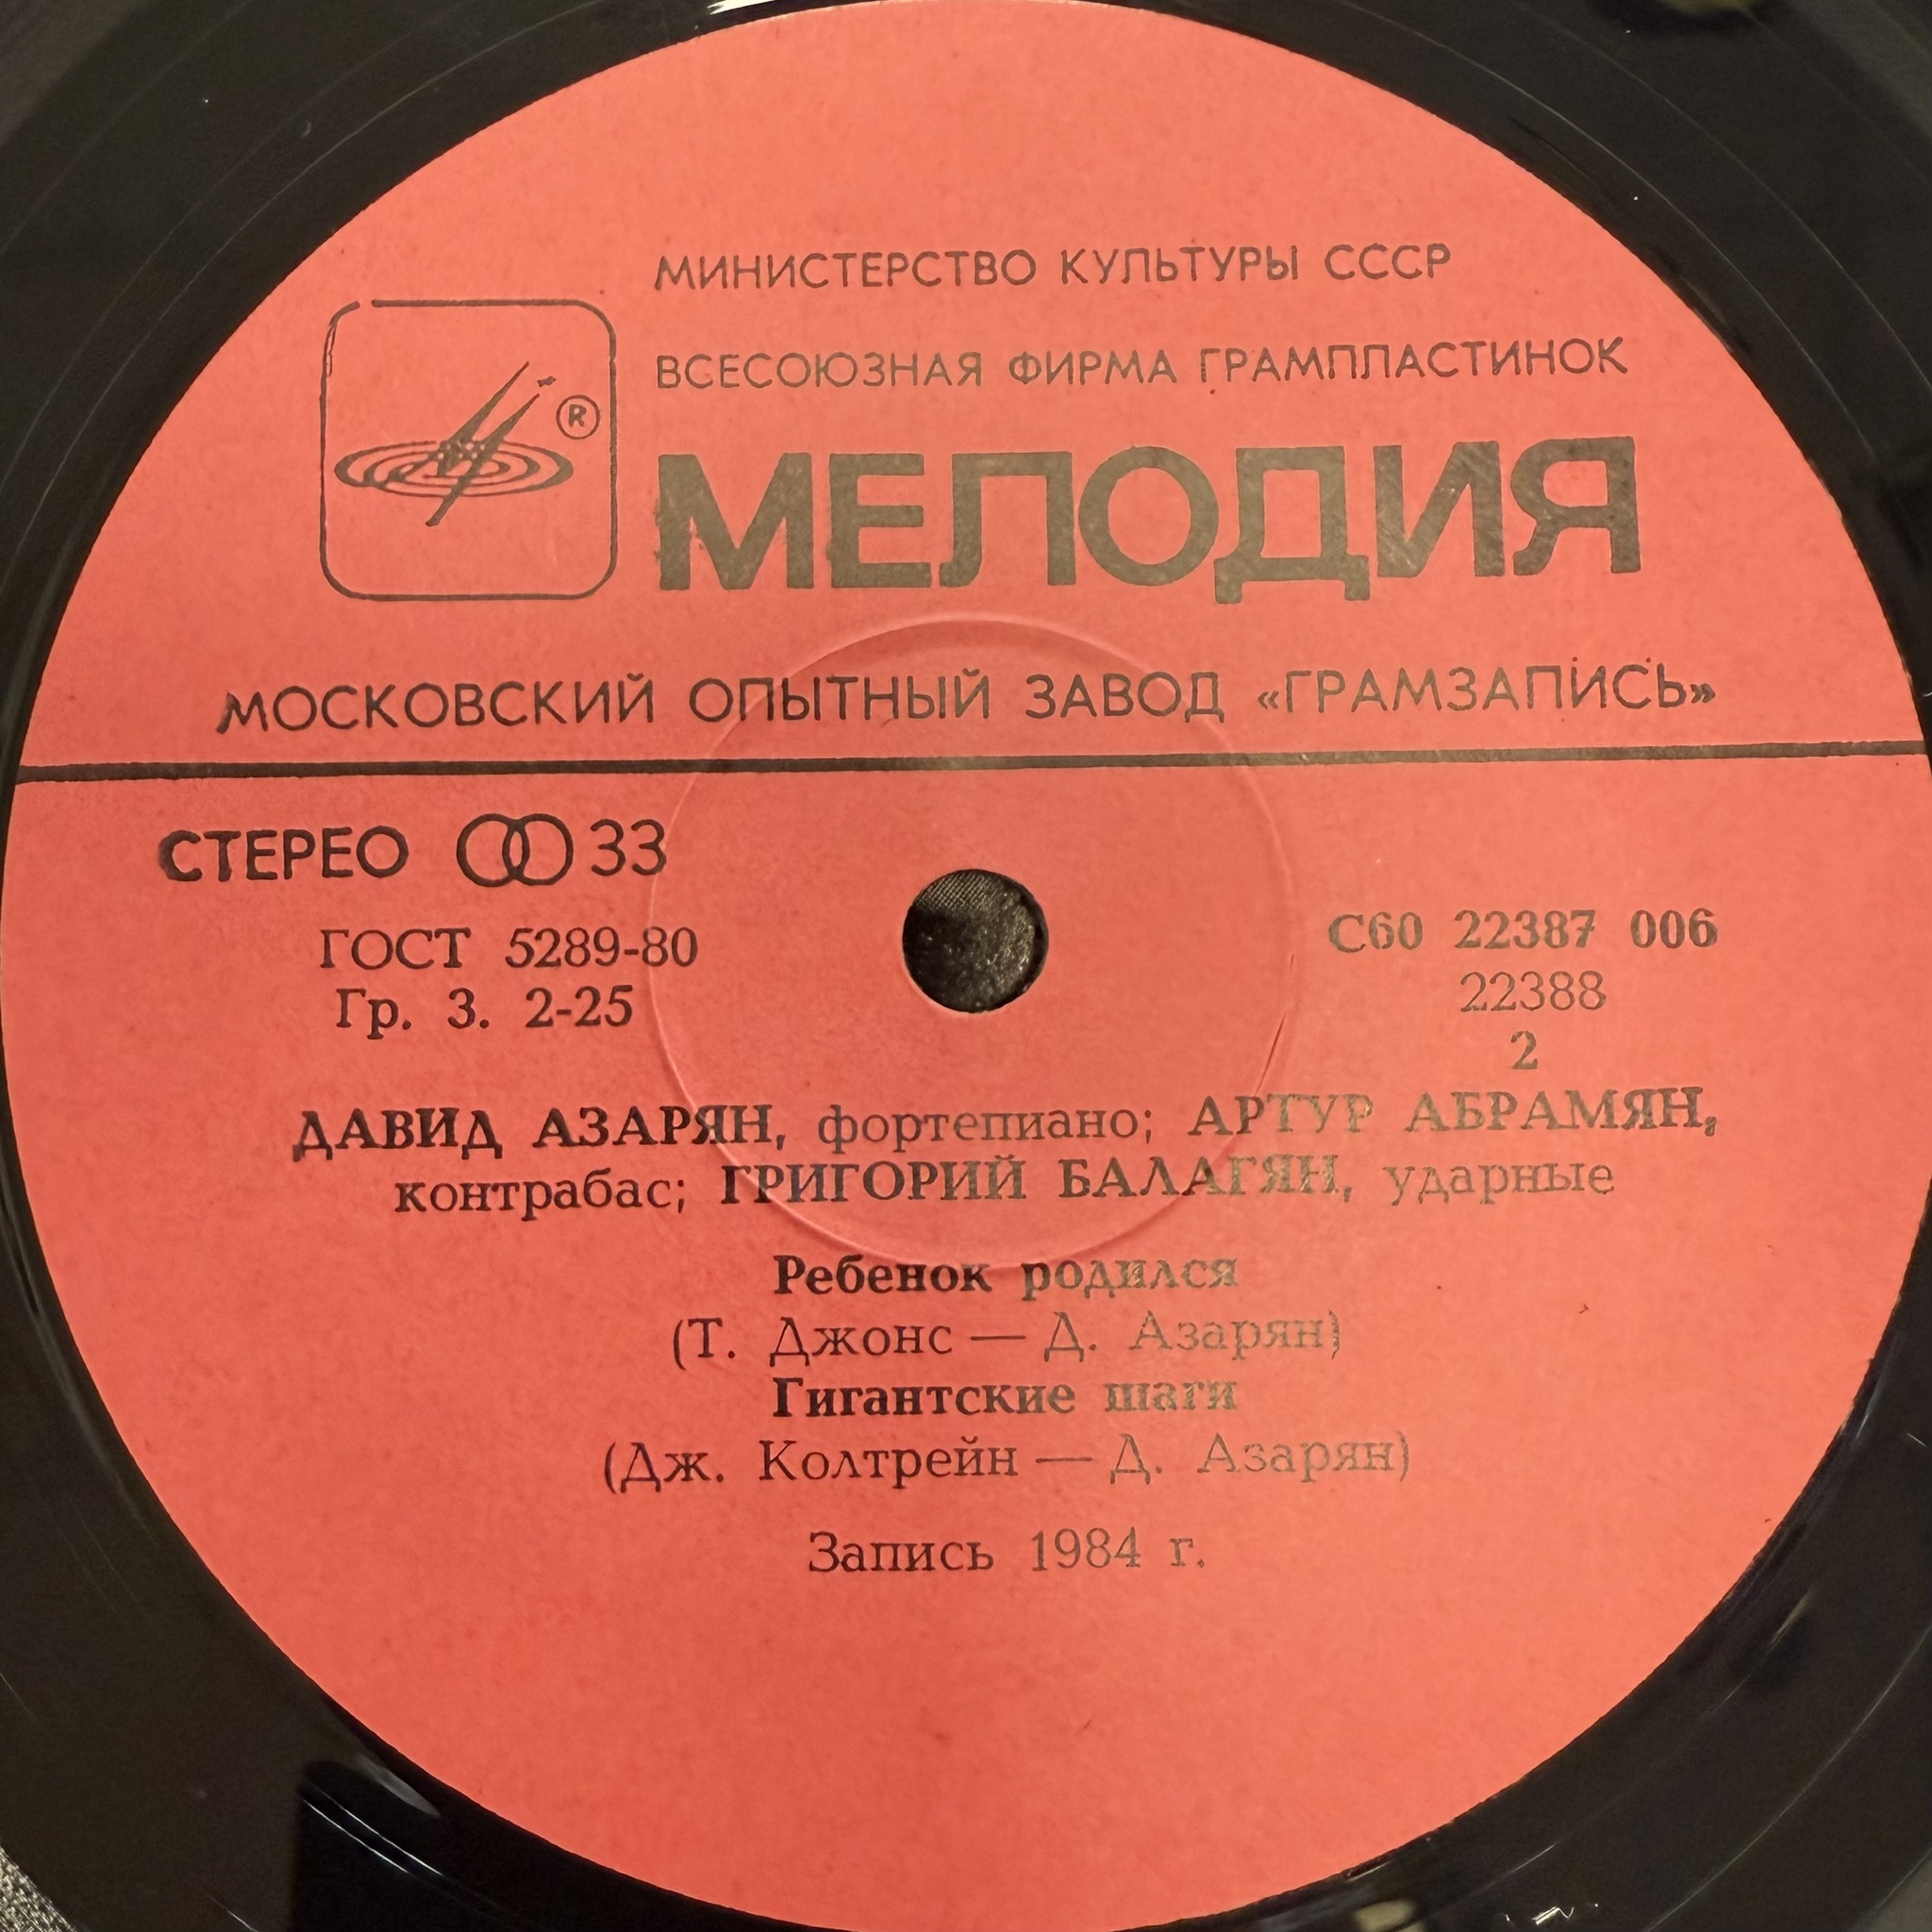 МИНИСТЕРСТВО КУЛЬТУРЫ СССР
ВСЕСОЮЗНАЯ ФИРМА ГРАМПЛАСТИНОК
®
МЕЛОДИЯ
МОСКОВСКИЙ ОПЫТНЫЙ ЗАВОД «ГРАМЗАПИСЬ»
СТЕРЕО 33
ГОСТ 5289-80
Гр. 3. 2-25
С60 22387 006
22388
2
ДАВИД АЗАРЯН, фортепиано; АРТУР АБРАМЯН,
контрабас; ГРИГОРИЙ БАЛАГЯН, ударные
Ребенок родился
(Т. Джонс — Д. Азарян)
Гигантские шаги
(Дж. Колтрейн — Д. Азарян)
Запись 1984 г.